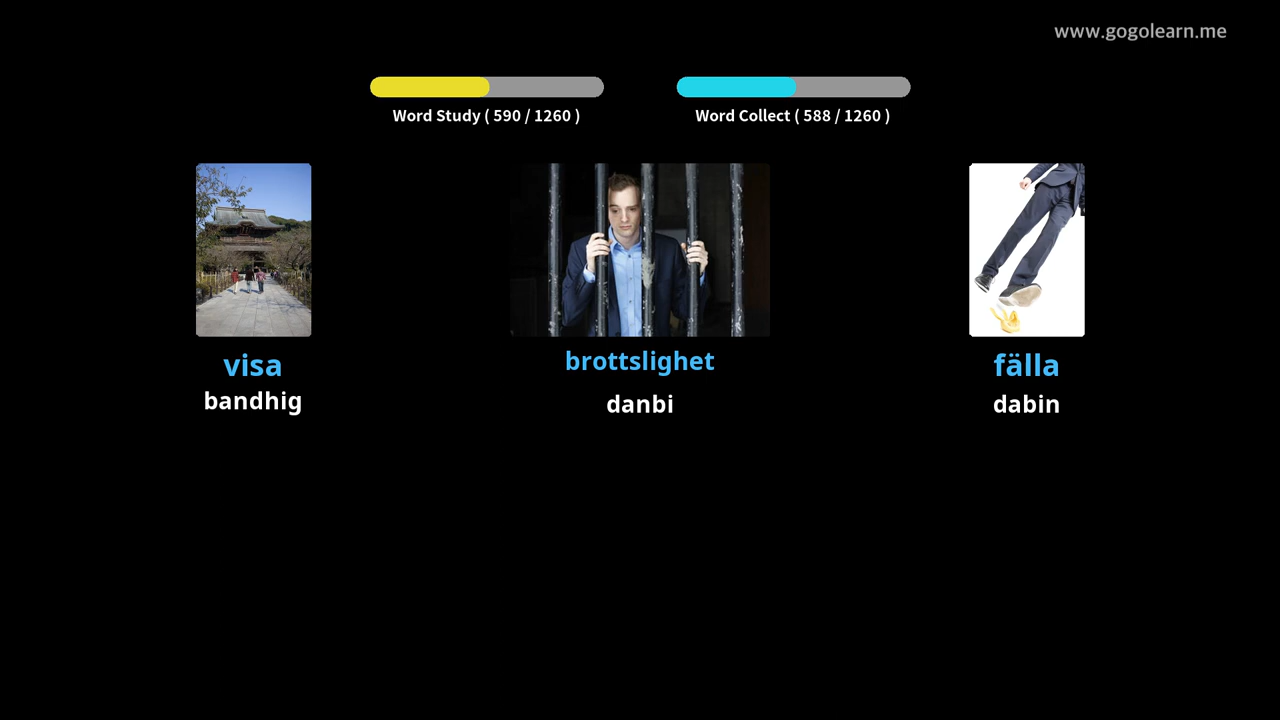 www.gogolearn.me
Word Study ( 590 / 1260 )
Word Collect ( 588 / 1260 )
visa
bandhig
brottslighet
danbi
fälla
dabin